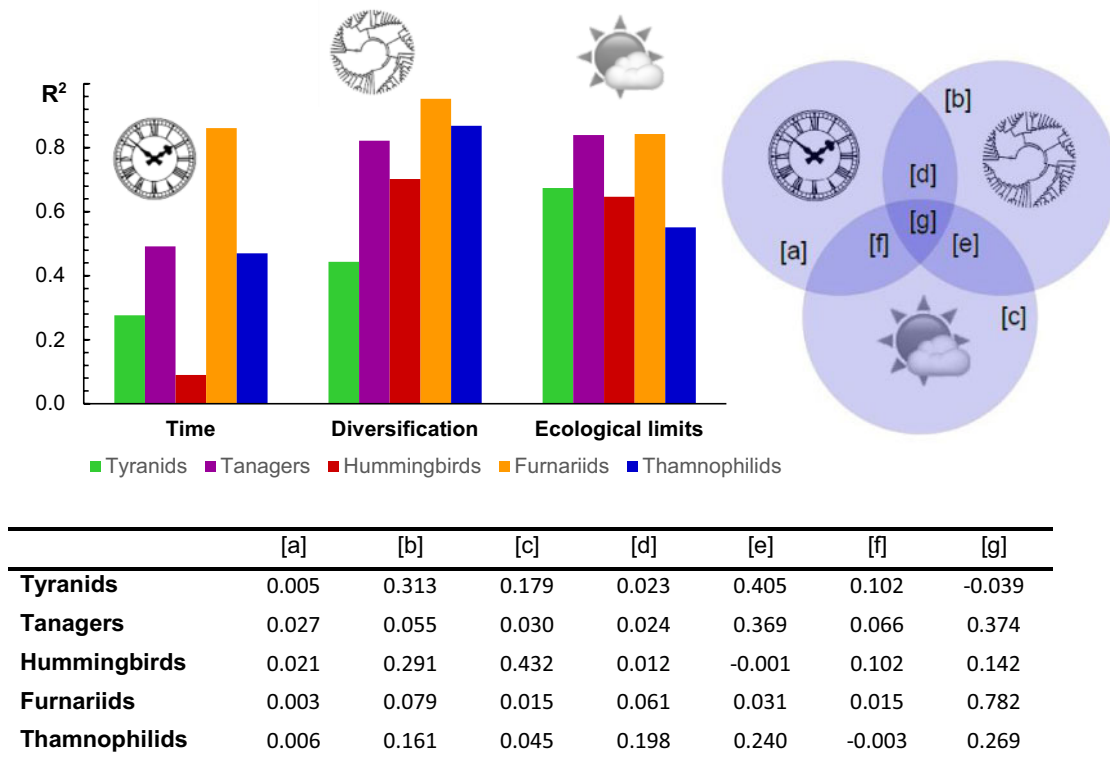 R²
0.8
0.6
0.4
0.2
0.0
Time Diversification Ecological limits
Tyranids Tanagers Hummingbirds Furnariids Thamnophilids
[b]
[d]
[g]
[a] [f] [e]
[c]
[a] [b] [c] [d] [e] [f] [g]
Tyranids 0.005 0.313 0.179 0.023 0.405 0.102 -0.039
Tanagers 0.027 0.055 0.030 0.024 0.369 0.066 0.374
Hummingbirds 0.021 0.291 0.432 0.012 -0.001 0.102 0.142
Furnariids 0.003 0.079 0.015 0.061 0.031 0.015 0.782
Thamnophilids 0.006 0.161 0.045 0.198 0.240 -0.003 0.269